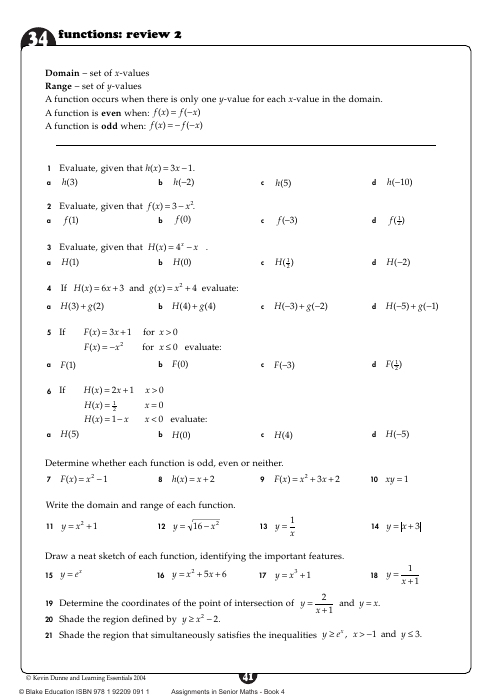 34 functions: review 2
Domain – set of x-values
Range – set of y-values
A function occurs when there is only one y-value for each x-value in the domain.
A function is even when: f(x) = f(−x)
A function is odd when: f(x) = −f(−x)
1 Evaluate, given that h(x) = 3x − 1.
a h(3) b h(−2) c h(5) d h(−10)
2 Evaluate, given that f(x) = 3 − x².
a f(1) b f(0) c f(−3) d f(½)
3 Evaluate, given that H(x) = 4ˣ − x .
a H(1) b H(0) c H(½) d H(−2)
4 If H(x) = 6x + 3 and g(x) = x² + 4 evaluate:
a H(3) + g(2) b H(4) + g(4) c H(−3) + g(−2) d H(−5) + g(−1)
5 If F(x) = 3x + 1 for x > 0
F(x) = −x² for x ≤ 0 evaluate:
a F(1) b F(0) c F(−3) d F(½)
6 If H(x) = 2x + 1 x > 0
H(x) = ½ x = 0
H(x) = 1 − x x < 0 evaluate:
a H(5) b H(0) c H(4) d H(−5)
Determine whether each function is odd, even or neither.
7 F(x) = x² − 1 8 h(x) = x + 2 9 F(x) = x² + 3x + 2 10 xy = 1
Write the domain and range of each function.
11 y = x² + 1 12 y = √(16 − x²) 13 y = 1/x 14 y = |x + 3|
Draw a neat sketch of each function, identifying the important features.
15 y = eˣ 16 y = x² + 5x + 6 17 y = x³ + 1 18 y = 1/(x + 1)
19 Determine the coordinates of the point of intersection of y = 2/(x + 1) and y = x.
20 Shade the region defined by y ≥ x² − 2.
21 Shade the region that simultaneously satisfies the inequalities y ≥ eˣ, x > −1 and y ≤ 3.
© Kevin Dunne and Learning Essentials 2004 41
© Blake Education ISBN 978 1 92209 091 1 Assignments in Senior Maths - Book 4